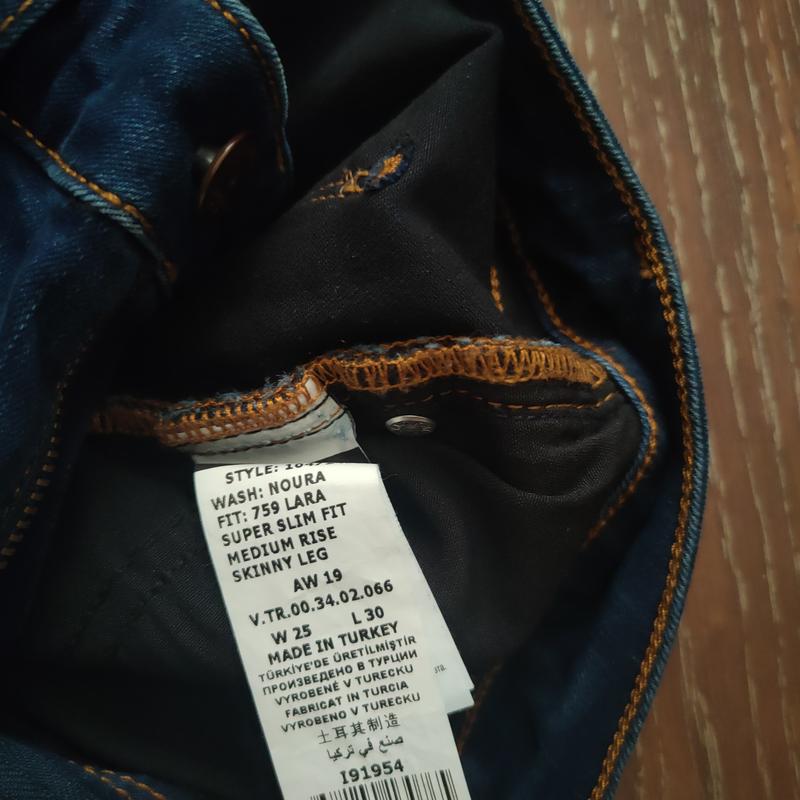 STYLE:
WASH: NOURA
FIT: 759 LARA
SUPER SLIM FIT
MEDIUM RISE
SKINNY LEG
AW 19
V.TR.00.34.02.066
W 25 L 30
MADE IN TURKEY
TÜRKİYE'DE ÜRETİLMİŞTİR
ПРОИЗВЕДЕНО В ТУРЦИИ
VYROBENÉ V TURECKU
FABRICAT IN TURCIA
VYROBENO V TURECKU
土耳其制造
صنع في تركيا
I91954